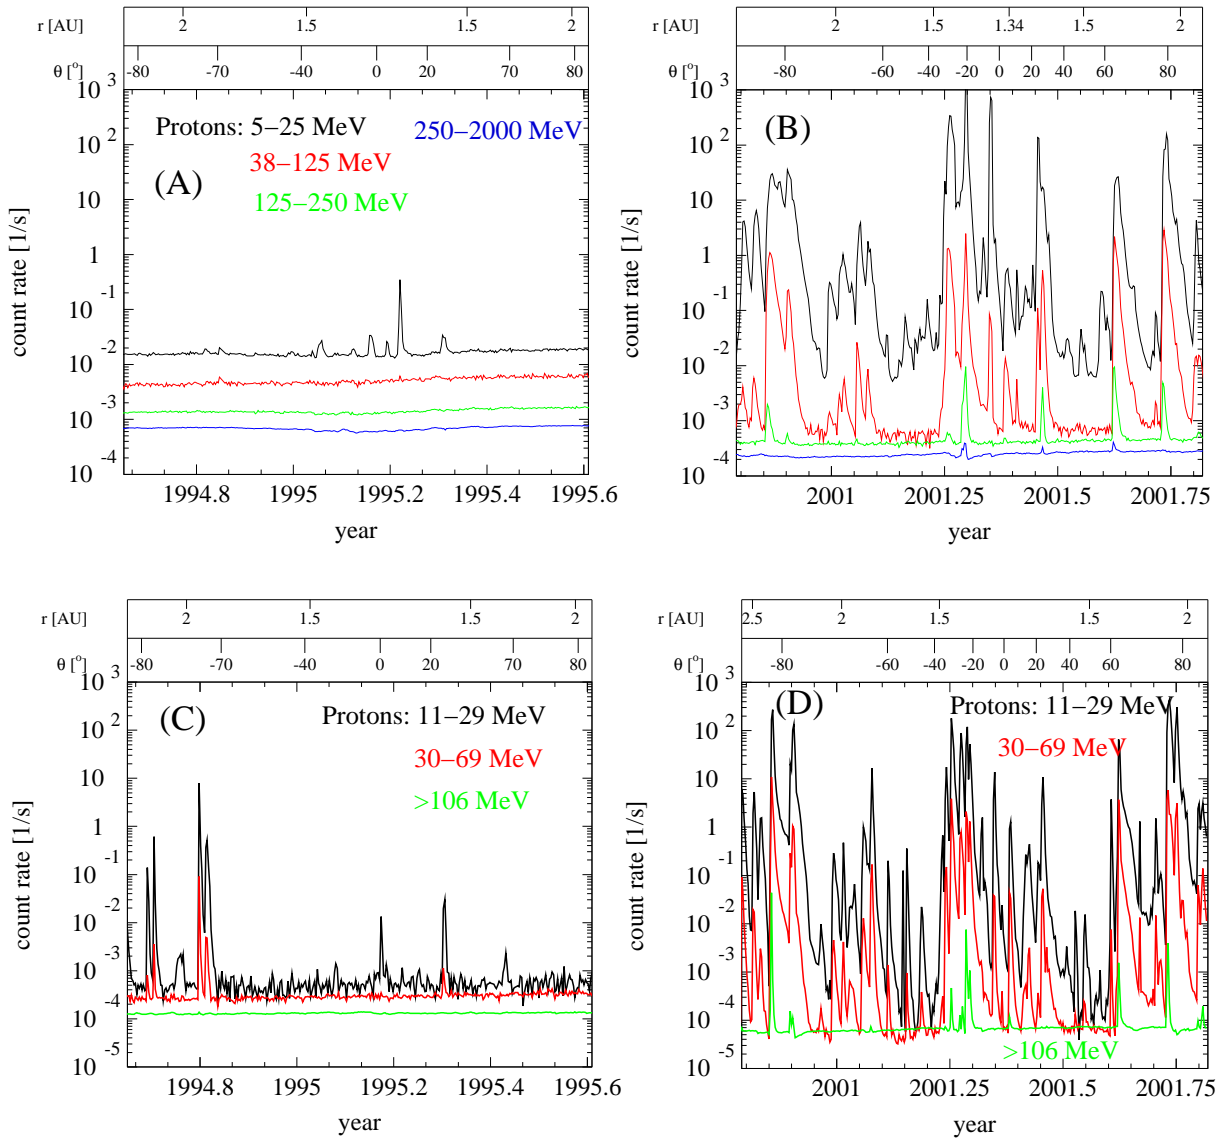 r [AU] 2 1.5 1.5 2
θ [°] -80 -70 -40 0 20 70 80
10 3
10 2
10
1
10 -1
10 -2
10 -3
10 -4
count rate [1/s]
Protons: 5−25 MeV 250−2000 MeV
38−125 MeV
(A)
125−250 MeV
1994.8 1995 1995.2 1995.4 1995.6
year
r [AU] 2 1.5 1.34 1.5 2
θ [°] -80 -60 -40 -20 0 20 40 60 80
10 3
10 2
10
1
10 -1
10 -2
10 -3
10 -4
count rate [1/s]
(B)
2001 2001.25 2001.5 2001.75
year
r [AU] 2 1.5 1.5 2
θ [°] -80 -70 -40 0 20 70 80
10 3
10 2
10
1
10 -1
10 -2
10 -3
10 -4
10 -5
count rate [1/s]
(C)
Protons: 11−29 MeV
30−69 MeV
>106 MeV
1994.8 1995 1995.2 1995.4 1995.6
year
r [AU] 2.5 2 1.5 1.5 2
θ [°] -80 -60 -40 -20 0 20 40 60 80
10 3
10 2
10
1
10 -1
10 -2
10 -3
10 -4
10 -5
count rate [1/s]
Protons: 11−29 MeV
(D)
30−69 MeV
>106 MeV
2001 2001.25 2001.5 2001.75
year